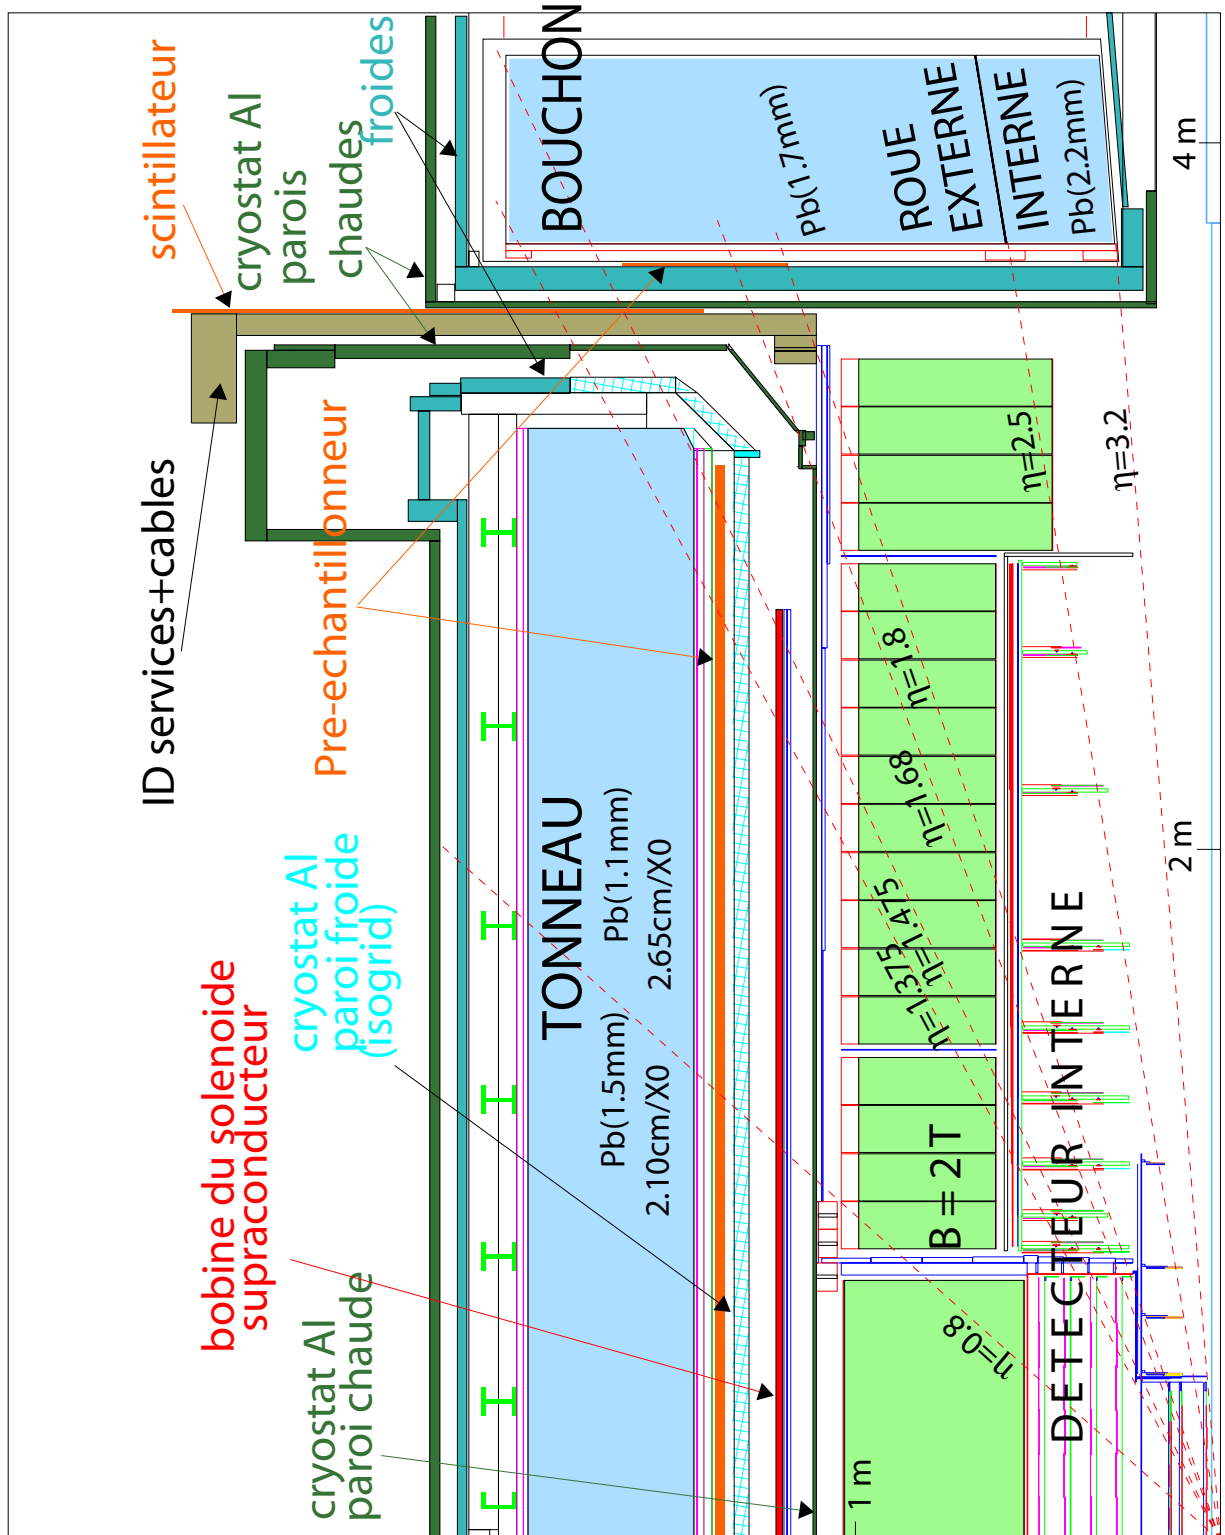 scintillateur
cryostat Al
parois
chaudes
froides
BOUCHON
Pb(1.7mm)
ROUE
EXTERNE
INTERNE
Pb(2.2mm)
4 m
ID services+cables
Pre-echantillonneur
η=2.5
η=3.2
η=1.8
η=1.68
η=1.475
η=1.375
2 m
cryostat Al
paroi froide
(isogrid)
TONNEAU
Pb(1.1mm)
2.65cm/X0
Pb(1.5mm)
2.10cm/X0
bobine du solenoide
supraconducteur
B = 2 T
DETECTEUR INTERNE
η=0.8
cryostat Al
paroi chaude
1 m